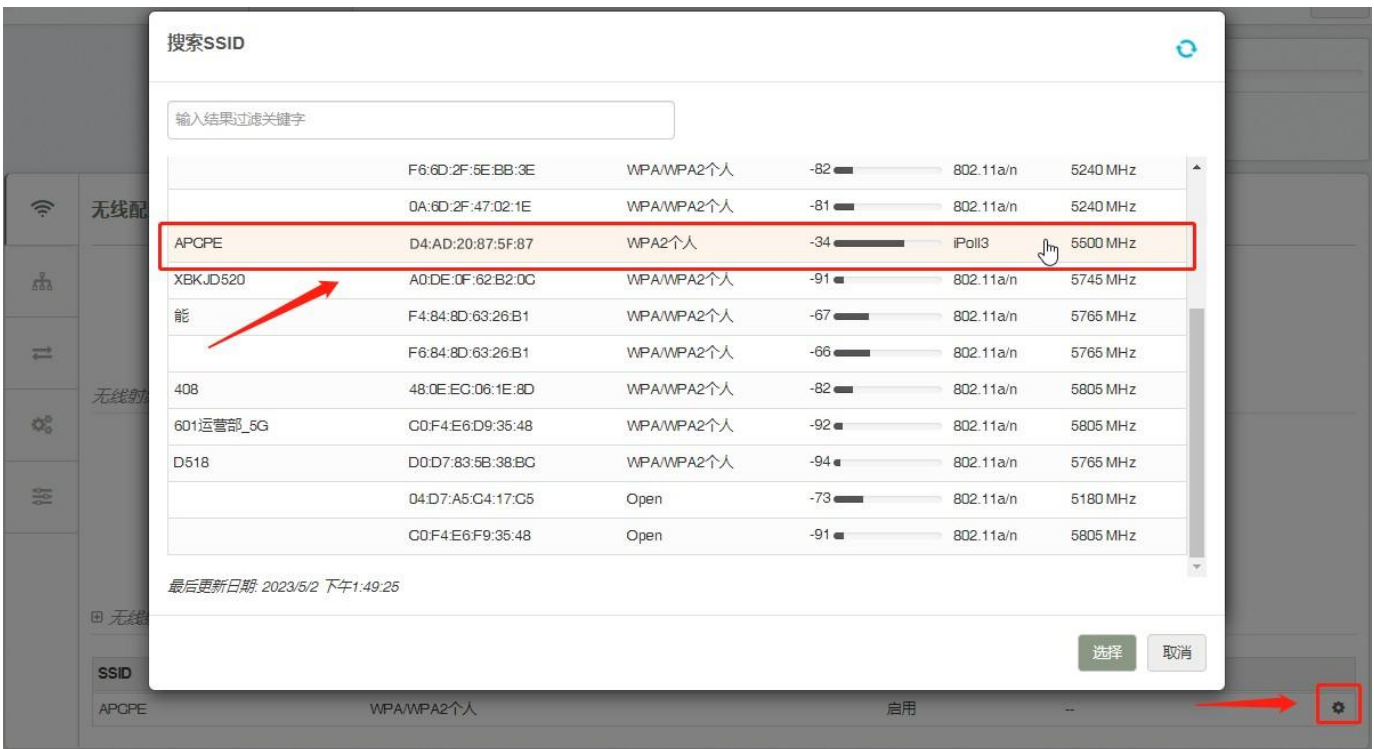 搜索SSID
输入结果过滤关键字
F6:6D:2F:5E:BB:3E WPA/WPA2个人 -82 802.11a/n 5240 MHz
0A:6D:2F:47:02:1E WPA/WPA2个人 -81 802.11a/n 5240 MHz
无线配
APCPE D4:AD:20:87:5F:87 WPA2个人 -34 iPoll3 5500 MHz
XBKJD520 A0:DE:0F:62:B2:0C WPA/WPA2个人 -91 802.11a/n 5745 MHz
能 F4:84:8D:63:26:B1 WPA/WPA2个人 -67 802.11a/n 5765 MHz
F6:84:8D:63:26:B1 WPA/WPA2个人 -66 802.11a/n 5765 MHz
无线射
408 48:0E:EC:06:1E:8D WPA/WPA2个人 -82 802.11a/n 5805 MHz
601运营部_5G C0:F4:E6:D9:35:48 WPA/WPA2个人 -92 802.11a/n 5805 MHz
D518 D0:D7:83:5B:38:BC WPA/WPA2个人 -94 802.11a/n 5765 MHz
04:D7:A5:C4:17:C5 Open -73 802.11a/n 5180 MHz
C0:F4:E6:F9:35:48 Open -91 802.11a/n 5805 MHz
最后更新日期: 2023/5/2 下午1:49:25
无线
选择 取消
SSID
APCPE WPA/WPA2个人 启用 --